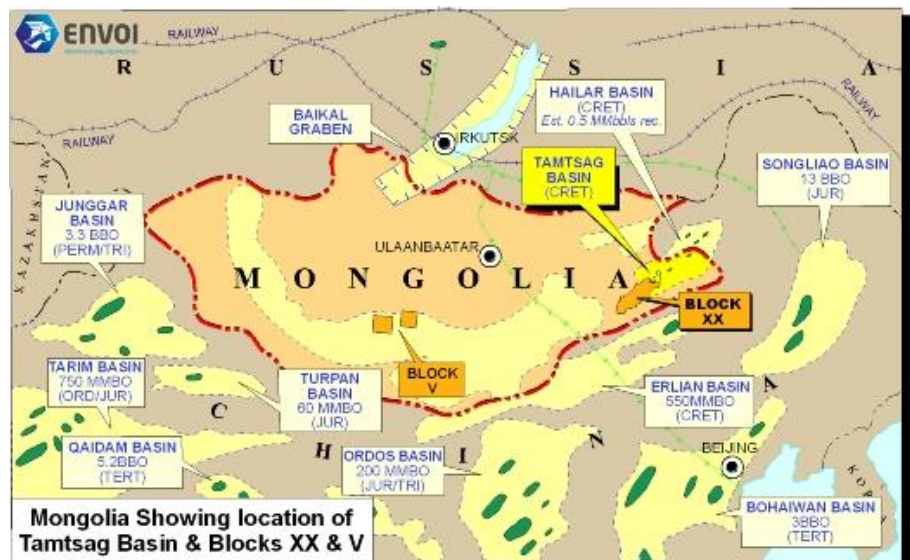 ENVOI
RAILWAY
R U S S I A
HAILAR BASIN
(CRET)
Est. 0.5 MMbbls rec.
RAILWAY
BAIKAL
GRABEN
RAILWAY
IRKUTSK
TAMTSAG
BASIN
(CRET)
SONGLIAO BASIN
13 BBO
(JUR)
KAZAKHSTAN
JUNGGAR
BASIN
3.3 BBO
(PERM/TRI)
ULAANBAATAR
MONGOLIA
BLOCK
XX
TARIM BASIN
750 MMBO
(ORD/JUR)
TURPAN
BASIN
60 MMBO
(JUR)
BLOCK
V
ERLIAN BASIN
550MMBO
(CRET)
C H I N A
QAIDAM BASIN
5.2BBO
(TERT)
ORDOS BASIN
200 MMBO
(JUR/TRI)
BEIJING
KOR
BOHAIWAN BASIN
3BBO
(TERT)
Mongolia Showing location of
Tamtsag Basin & Blocks XX & V